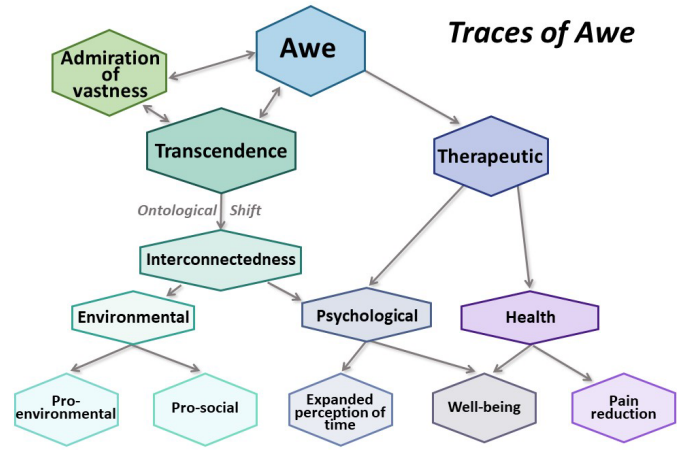 Traces of Awe
Awe
Admiration
of
vastness
Transcendence
Therapeutic
Ontological Shift
Interconnectedness
Environmental
Psychological
Health
Pro-
environmental
Pro-social
Expanded
perception of
time
Well-being
Pain
reduction